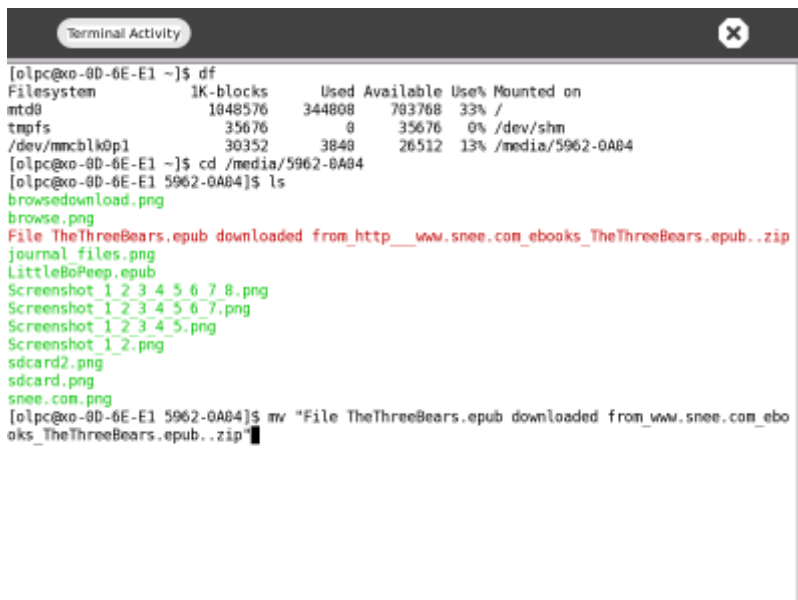 Terminal Activity
[olpc@xo-0D-6E-E1 ~]$ df
Filesystem 1K-blocks Used Available Use% Mounted on
mtd0 1048576 344808 703768 33% /
tmpfs 35676 0 35676 0% /dev/shm
/dev/mmcblk0p1 30352 3840 26512 13% /media/5962-0A04
[olpc@xo-0D-6E-E1 ~]$ cd /media/5962-0A04
[olpc@xo-0D-6E-E1 5962-0A04]$ ls
browsedownload.png
browse.png
File TheThreeBears.epub downloaded from_http___www.snee.com_ebooks_TheThreeBears.epub..zip
journal_files.png
LittleBoPeep.epub
Screenshot_1_2_3_4_5_6_7_8.png
Screenshot_1_2_3_4_5_6_7.png
Screenshot_1_2_3_4_5.png
Screenshot_1_2.png
sdcard2.png
sdcard.png
snee.com.png
[olpc@xo-0D-6E-E1 5962-0A04]$ mv "File TheThreeBears.epub downloaded from_www.snee.com_ebo
oks_TheThreeBears.epub..zip"